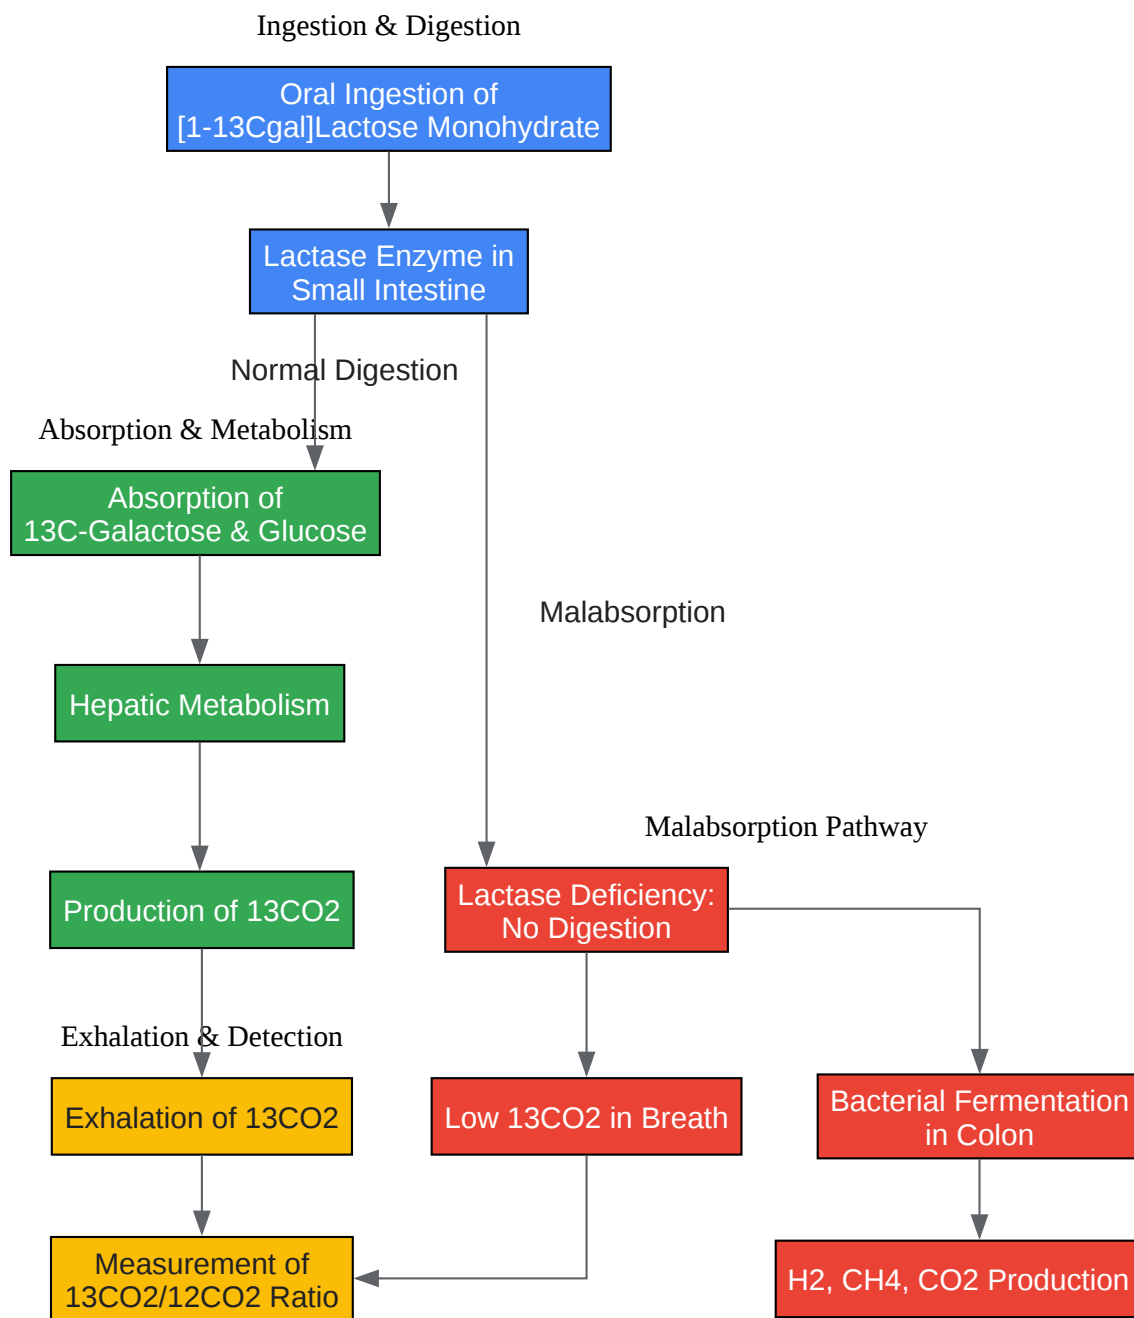 Ingestion & Digestion
Oral Ingestion of
[1-13Cgal]Lactose Monohydrate
Lactase Enzyme in
Small Intestine
Normal Digestion
Absorption & Metabolism
Absorption of
13C-Galactose & Glucose
Malabsorption
Hepatic Metabolism
Malabsorption Pathway
Production of 13CO2
Lactase Deficiency:
No Digestion
Exhalation & Detection
Exhalation of 13CO2
Low 13CO2 in Breath
Bacterial Fermentation
in Colon
Measurement of
13CO2/12CO2 Ratio
H2, CH4, CO2 Production